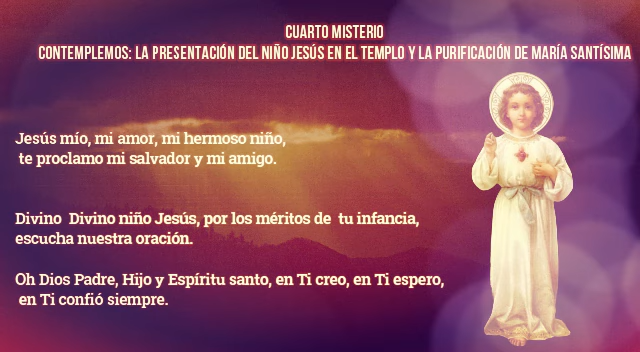 CUARTO MISTERIO
CONTEMPLEMOS: LA PRESENTACIÓN DEL NIÑO JESÚS EN EL TEMPLO Y LA PURIFICACIÓN DE MARÍA SANTÍSIMA
Jesús mío, mi amor, mi hermoso niño,
te proclamo mi salvador y mi amigo.
Divino Divino niño Jesús, por los méritos de tu infancia,
escucha nuestra oración.
Oh Dios Padre, Hijo y Espíritu santo, en Ti creo, en Ti espero,
en Ti confió siempre.